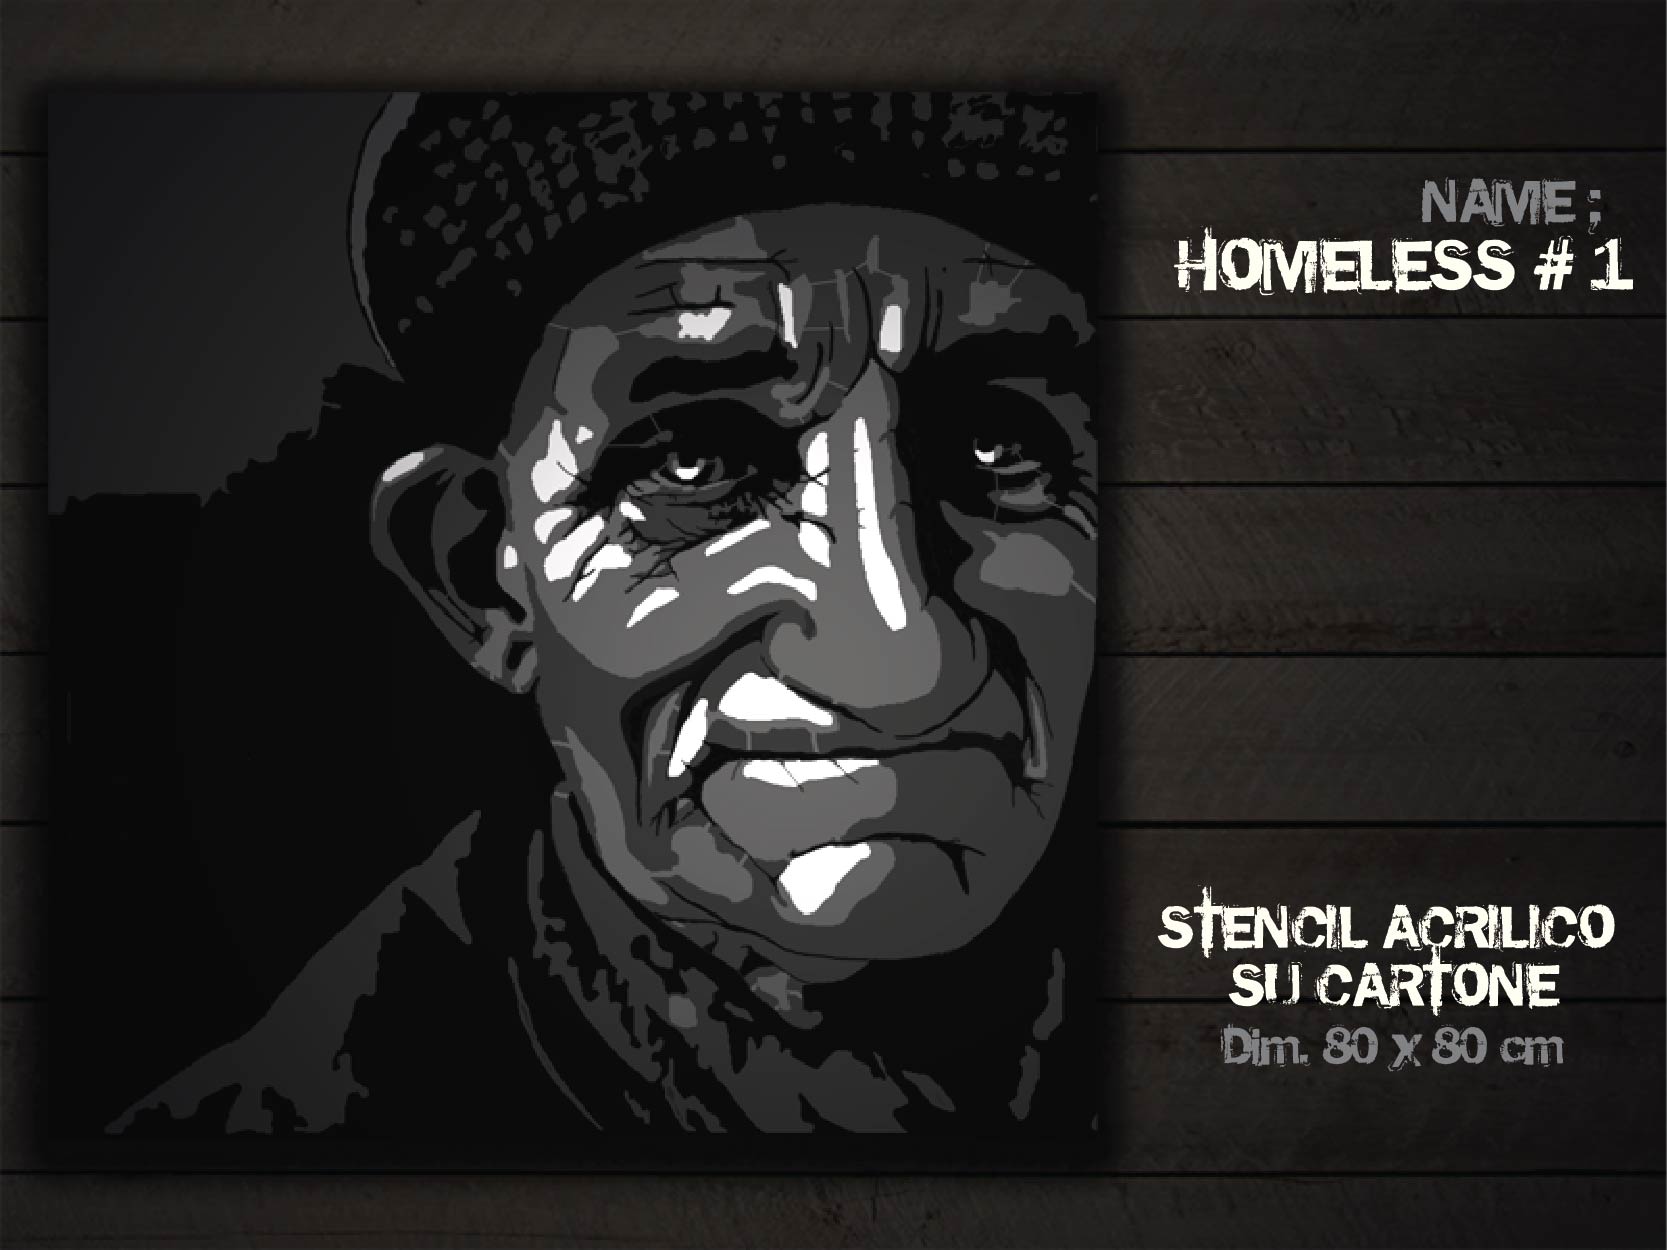 NAME ;
HOMELESS # 1
STENCIL ACRILICO
SU CARTONE
Dim. 80 x 80 cm